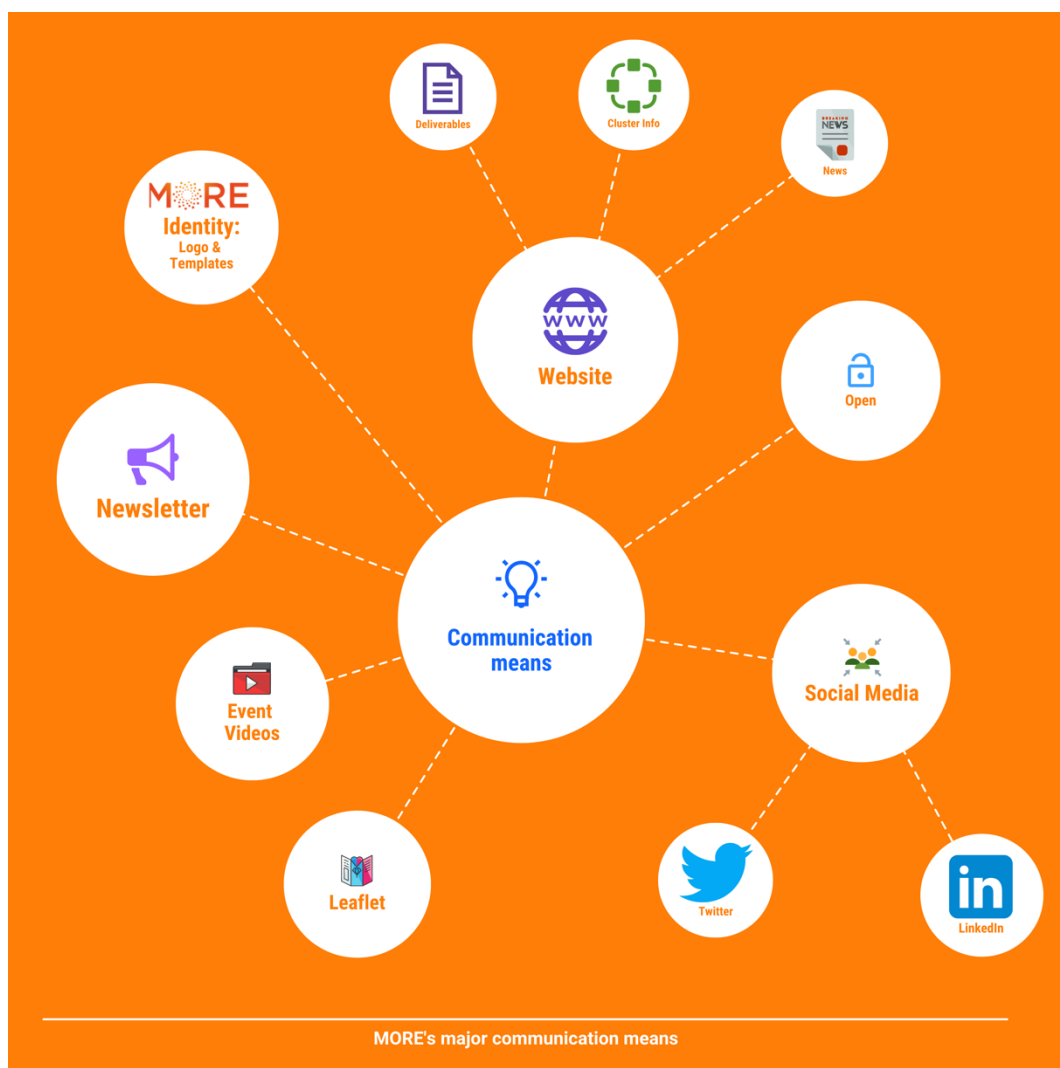 Deliverables
Cluster Info
BREAKING
NEWS
News
MORE
Identity:
Logo &
Templates
WWW
Website
Open
Newsletter
Communication
means
Social Media
Event
Videos
Leaflet
Twitter
in
LinkedIn
MORE's major communication means